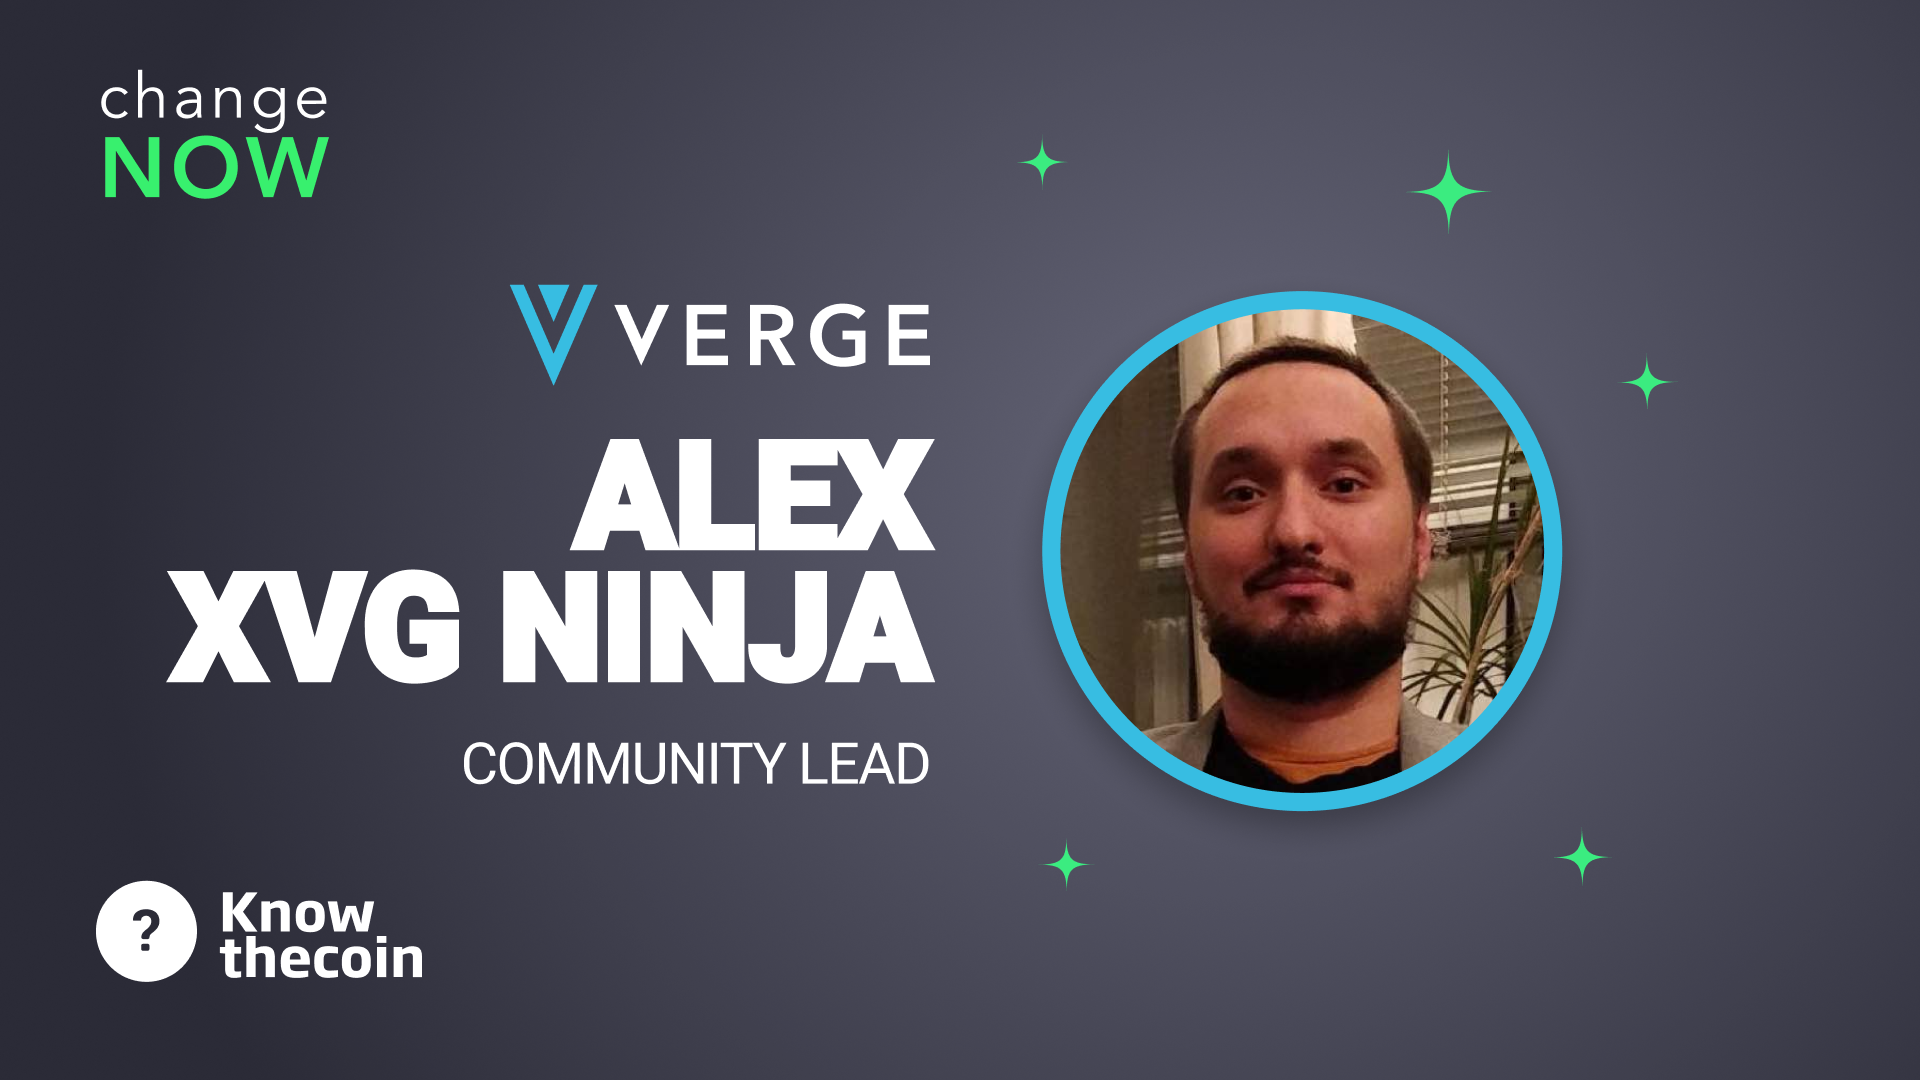 change
NOW
VERGE
ALEX
XVG NINJA
COMMUNITY LEAD
?
Know
thecoin